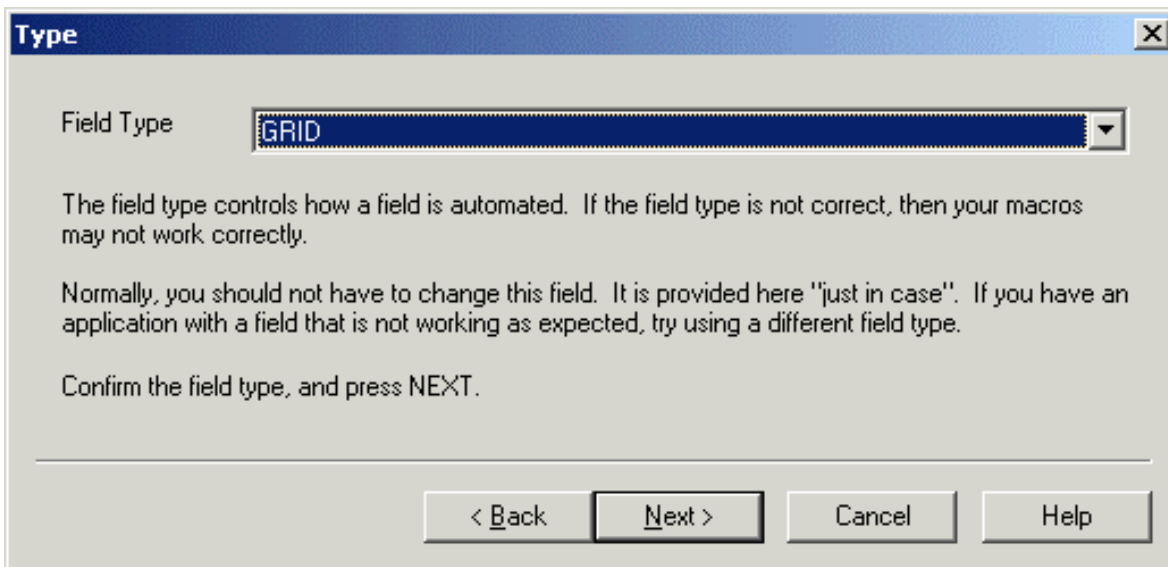 Type
Field Type
GRID
The field type controls how a field is automated.  If the field type is not correct, then your macros
may not work correctly.
Normally, you should not have to change this field.  It is provided here "just in case".  If you have an
application with a field that is not working as expected, try using a different field type.
Confirm the field type, and press NEXT.
< Back
Next >
Cancel
Help